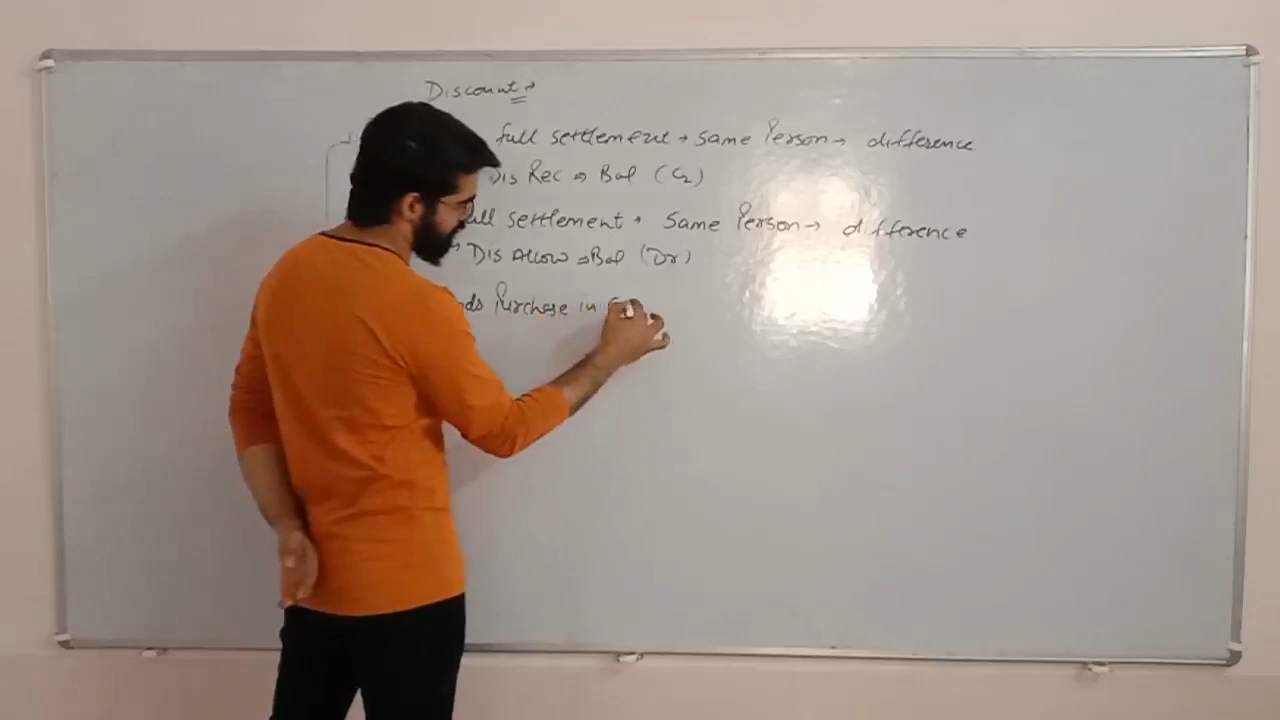 Discount →
full settlement → same Person → difference
Dis Rec ⇒ Bal (Cr)
full settlement → Same Person → difference
Dis Allow ⇒ Bal (Dr)
Purchase in